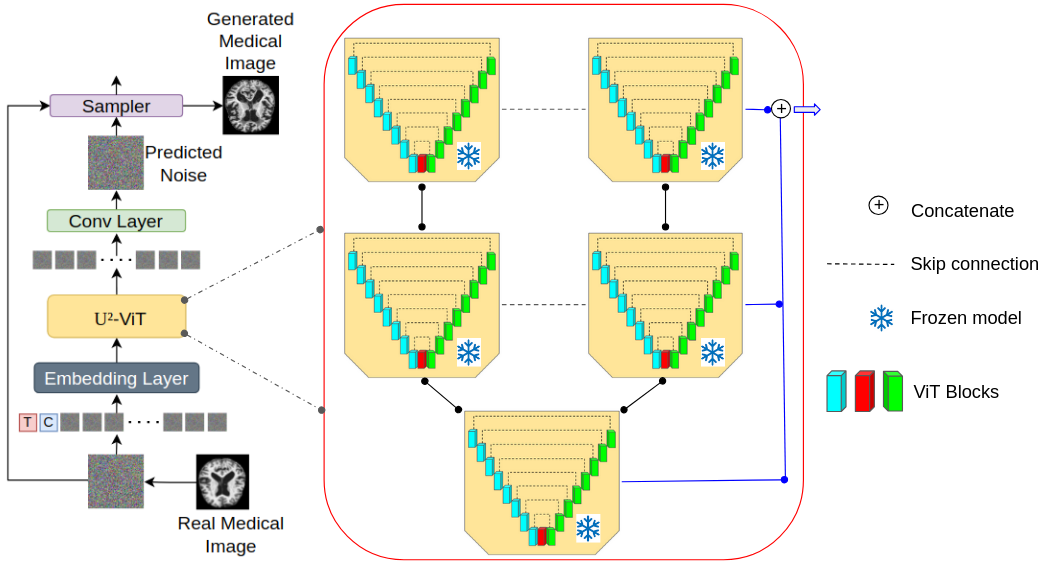 Generated
Medical
Image
Sampler
Predicted
Noise
Conv Layer
U²-ViT
Embedding Layer
T C
Real Medical
Image
Concatenate
Skip connection
Frozen model
ViT Blocks